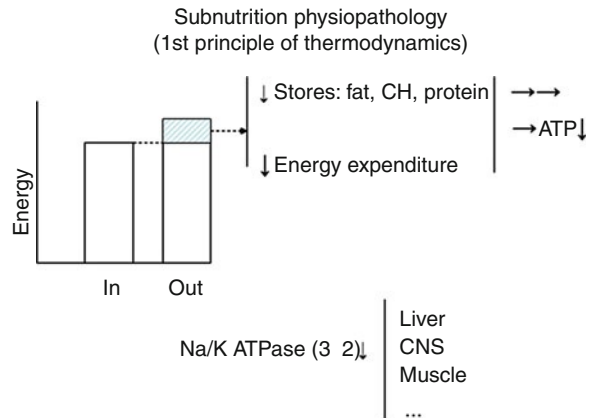 Subnutrition physiopathology
(1st principle of thermodynamics)
↓ Stores: fat, CH, protein →→
→ATP↓
↓ Energy expenditure
Energy
In Out
Na/K ATPase (3 2)↓
Liver
CNS
Muscle
...